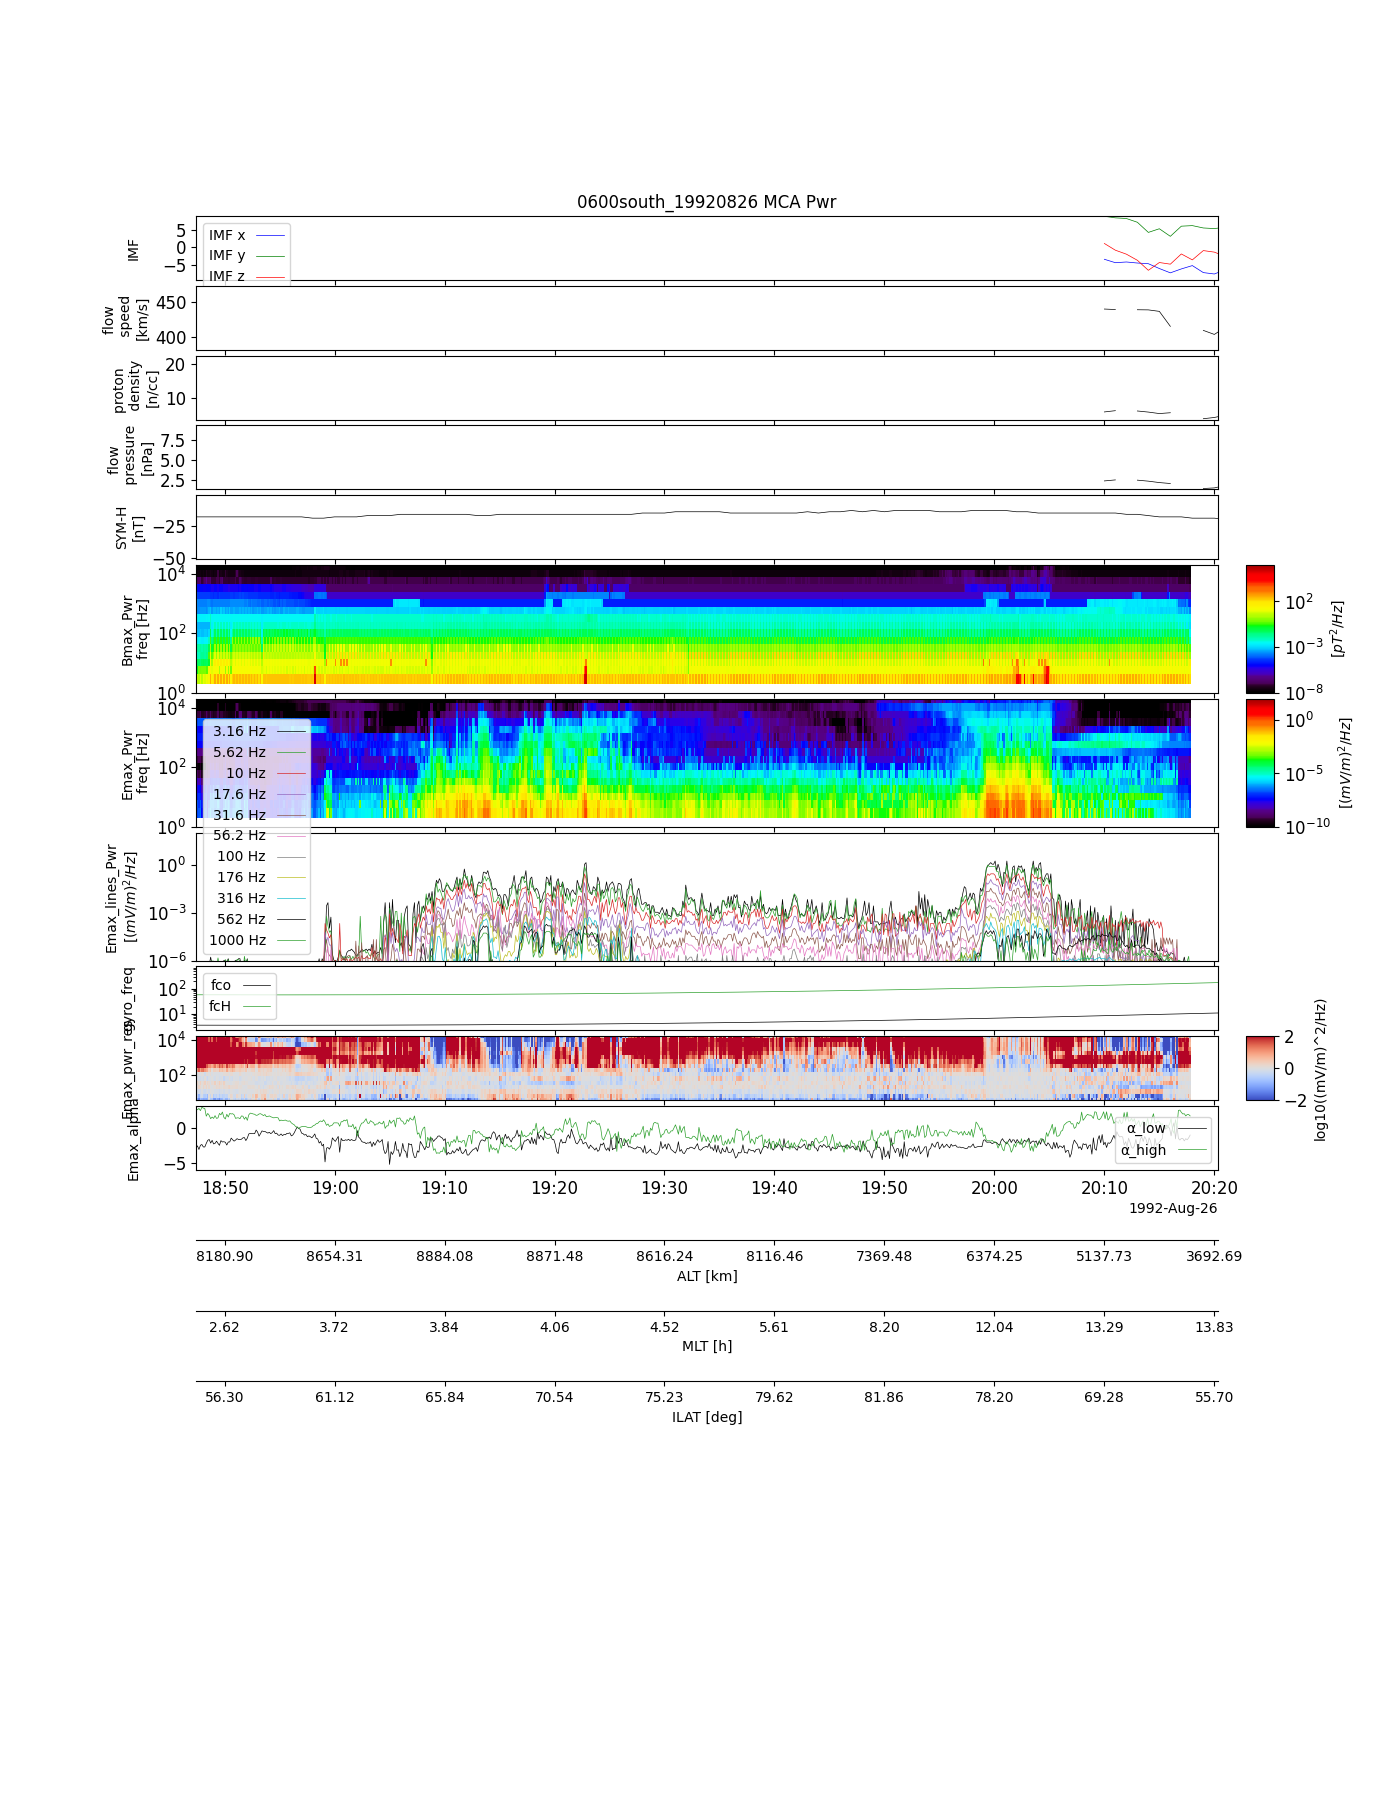 0600south_19920826 MCA Pwr
IMF
5
0
−5
IMF x
IMF y
IMF z
flow
speed
[km/s]
450
400
proton
density
[n/cc]
20
10
flow
pressure
[nPa]
7.5
5.0
2.5
SYM-H
[nT]
−25
−50
Bmax_Pwr
freq [Hz]
10^4
10^2
10^0
10^2
10^−3
10^−8
[pT^2/Hz]
Emax_Pwr
freq [Hz]
10^4
10^2
10^0
10^0
10^−5
10^−10
[(mV/m)^2/Hz]
3.16 Hz
5.62 Hz
10 Hz
17.6 Hz
31.6 Hz
56.2 Hz
100 Hz
176 Hz
316 Hz
562 Hz
1000 Hz
Emax_lines_Pwr
[(mV/m)^2/Hz]
10^0
10^−3
10^−6
gyro_freq
10^2
10^1
fco
fcH
Emax_pwr_reg
10^4
10^2
2
0
−2
log10((mV/m)^2/Hz)
Emax_alpha
0
−5
α_low
α_high
18:50 19:00 19:10 19:20 19:30 19:40 19:50 20:00 20:10 20:20
1992-Aug-26
8180.90 8654.31 8884.08 8871.48 8616.24 8116.46 7369.48 6374.25 5137.73 3692.69
ALT [km]
2.62 3.72 3.84 4.06 4.52 5.61 8.20 12.04 13.29 13.83
MLT [h]
56.30 61.12 65.84 70.54 75.23 79.62 81.86 78.20 69.28 55.70
ILAT [deg]